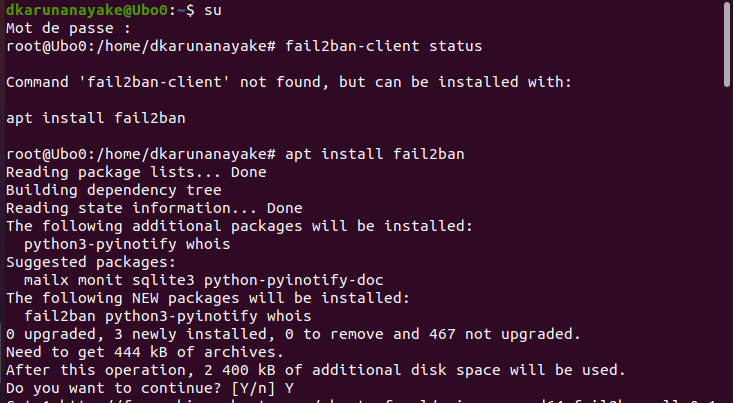 dkarunanayake@Ubo0:~$ su
Mot de passe :
root@Ubo0:/home/dkarunanayake# fail2ban-client status
Command 'fail2ban-client' not found, but can be installed with:
apt install fail2ban
root@Ubo0:/home/dkarunanayake# apt install fail2ban
Reading package lists... Done
Building dependency tree
Reading state information... Done
The following additional packages will be installed:
  python3-pyinotify whois
Suggested packages:
  mailx monit sqlite3 python-pyinotify-doc
The following NEW packages will be installed:
  fail2ban python3-pyinotify whois
0 upgraded, 3 newly installed, 0 to remove and 467 not upgraded.
Need to get 444 kB of archives.
After this operation, 2 400 kB of additional disk space will be used.
Do you want to continue? [Y/n] Y